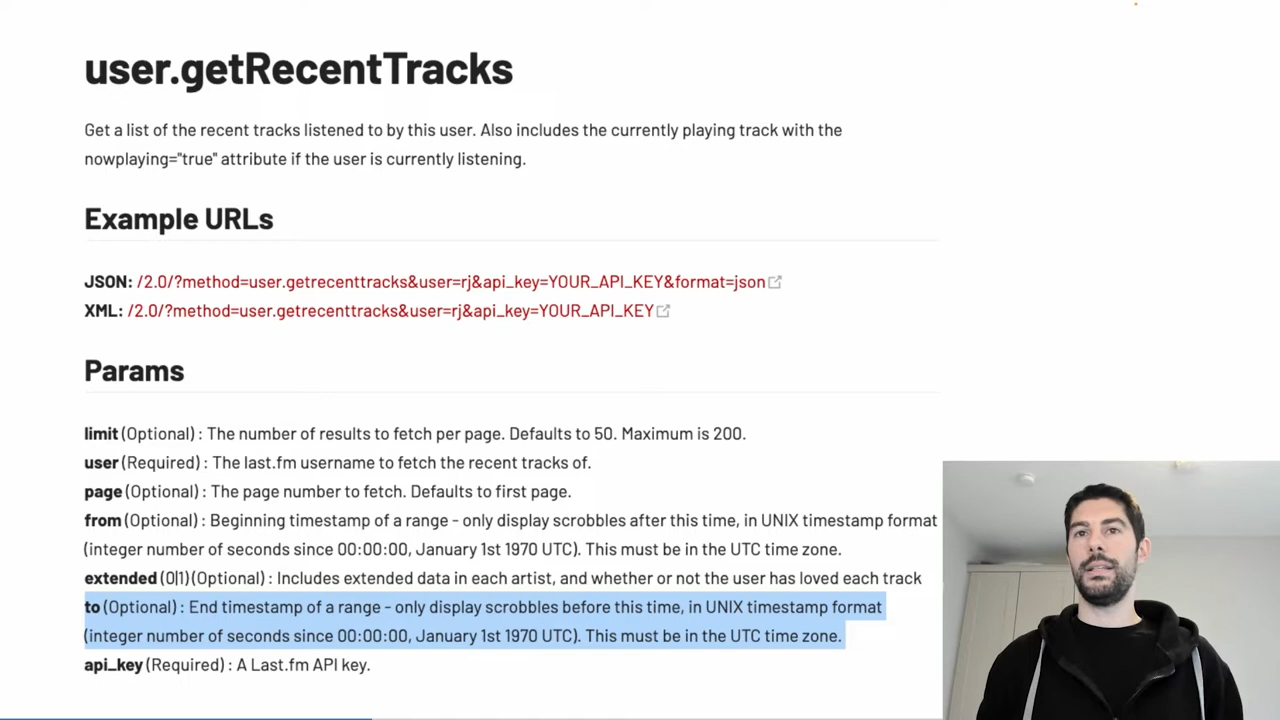 user.getRecentTracks
Get a list of the recent tracks listened to by this user. Also includes the currently playing track with the
nowplaying="true" attribute if the user is currently listening.
Example URLs
JSON: /2.0/?method=user.getrecenttracks&user=rj&api_key=YOUR_API_KEY&format=json
XML: /2.0/?method=user.getrecenttracks&user=rj&api_key=YOUR_API_KEY
Params
limit (Optional) : The number of results to fetch per page. Defaults to 50. Maximum is 200.
user (Required) : The last.fm username to fetch the recent tracks of.
page (Optional) : The page number to fetch. Defaults to first page.
from (Optional) : Beginning timestamp of a range - only display scrobbles after this time, in UNIX timestamp format
(integer number of seconds since 00:00:00, January 1st 1970 UTC). This must be in the UTC time zone.
extended (0|1) (Optional) : Includes extended data in each artist, and whether or not the user has loved each track
to (Optional) : End timestamp of a range - only display scrobbles before this time, in UNIX timestamp format
(integer number of seconds since 00:00:00, January 1st 1970 UTC). This must be in the UTC time zone.
api_key (Required) : A Last.fm API key.